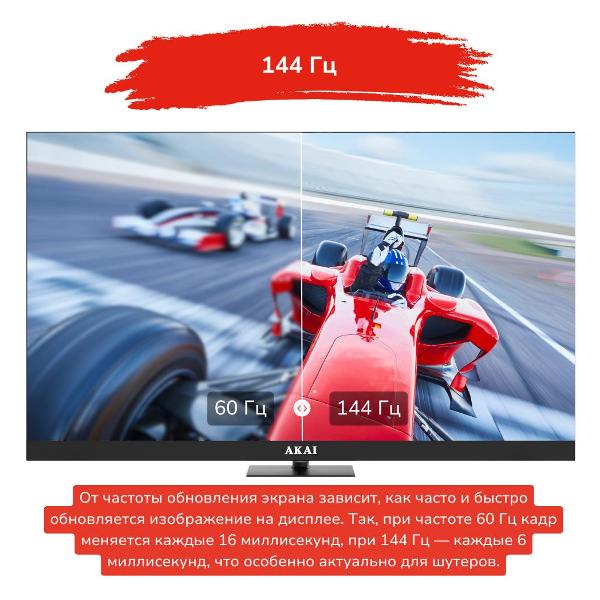 144 Гц
60 Гц
144 Гц
AKAI
От частоты обновления экрана зависит, как часто и быстро
обновляется изображение на дисплее. Так, при частоте 60 Гц кадр
меняется каждые 16 миллисекунд, при 144 Гц — каждые 6
миллисекунд, что особенно актуально для шутеров.